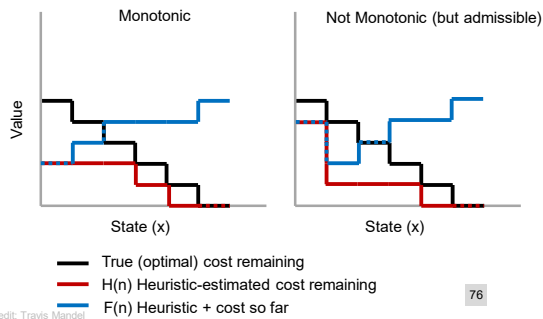 Monotonic
Not Monotonic (but admissible)
Value
State (x)
State (x)
True (optimal) cost remaining
H(n) Heuristic-estimated cost remaining
F(n) Heuristic + cost so far
76
edit: Travis Mandel